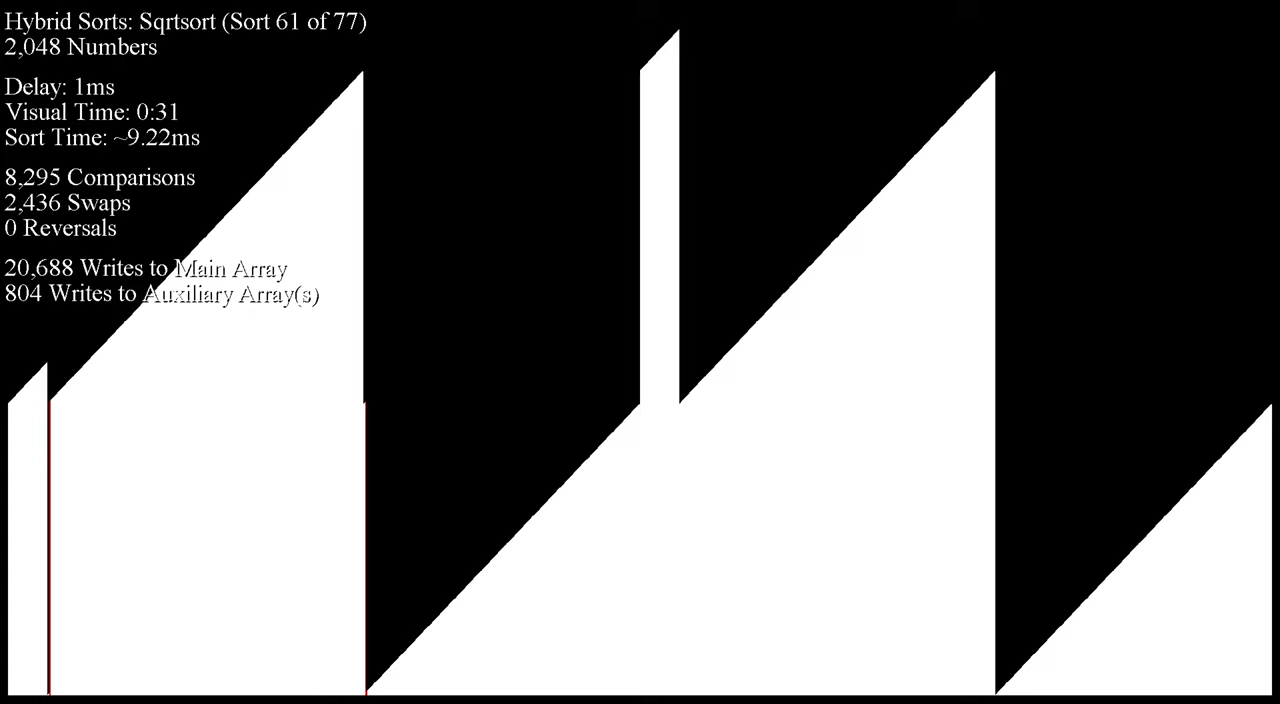 Hybrid Sorts: Sqrtsort (Sort 61 of 77)
2,048 Numbers
Delay: 1ms
Visual Time: 0:31
Sort Time: ~9.22ms
8,295 Comparisons
2,436 Swaps
0 Reversals
20,688 Writes to Main Array
804 Writes to Auxiliary Array(s)